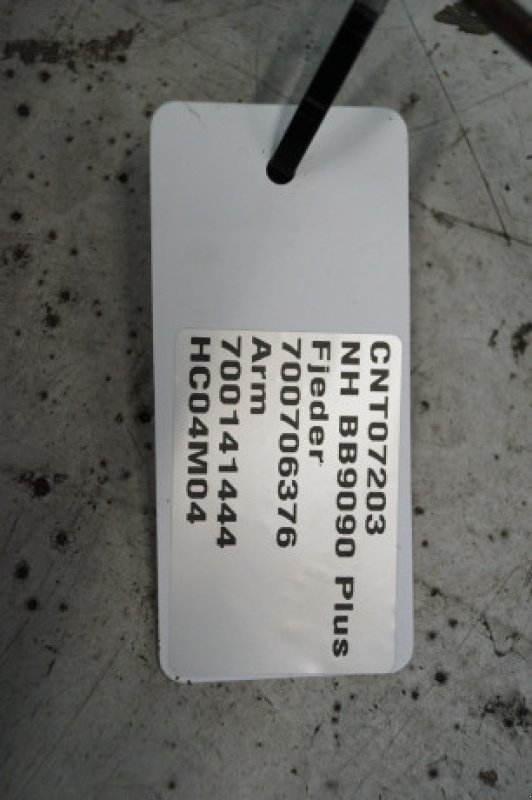 CNT07203
NH BB9090 Plus
Fjeder
700706376
Arm
700141444
HC04M04